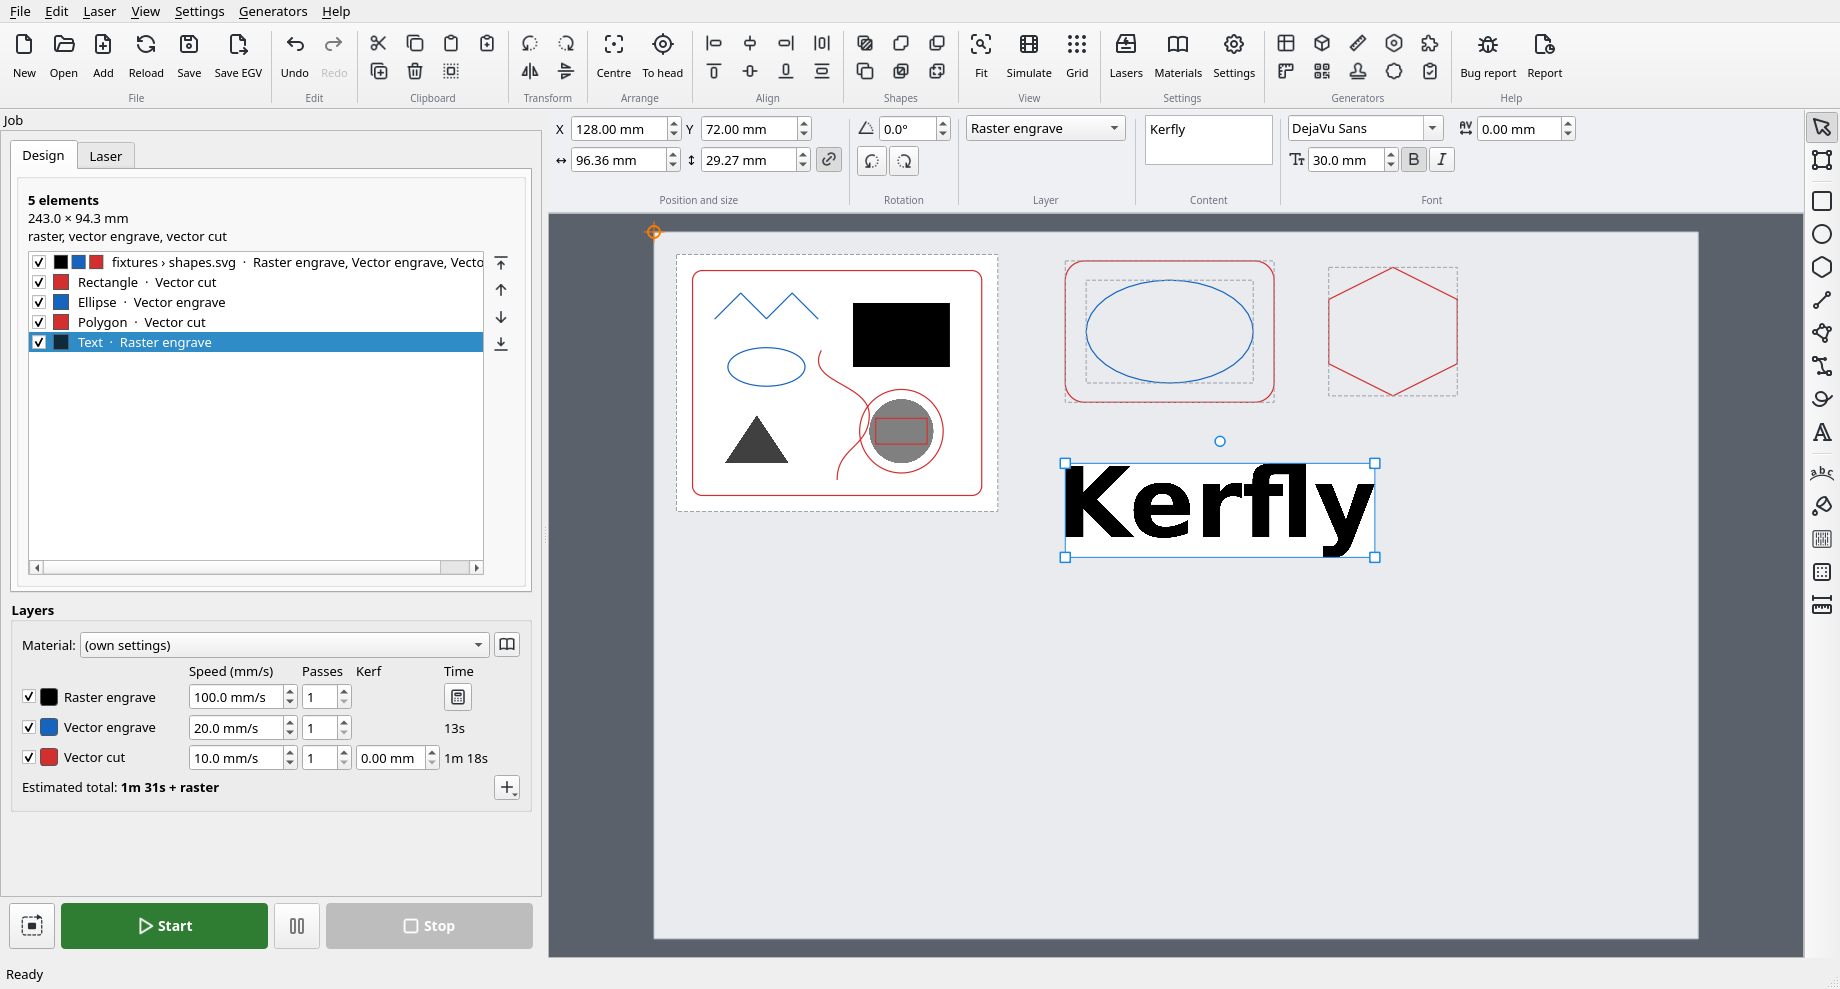 File Edit Laser View Settings Generators Help
New Open Add Reload Save Save EGV Undo Redo Centre To head Fit Simulate Grid Lasers Materials Settings Bug report Report
File Edit Clipboard Transform Arrange Align Shapes View Settings Generators Help
Job
Design Laser
5 elements
243.0 × 94.3 mm
raster, vector engrave, vector cut
fixtures › shapes.svg · Raster engrave, Vector engrave, Vecto
Rectangle · Vector cut
Ellipse · Vector engrave
Polygon · Vector cut
Text · Raster engrave
Layers
Material: (own settings)
Speed (mm/s) Passes Kerf Time
Raster engrave 100.0 mm/s 1
Vector engrave 20.0 mm/s 1 13s
Vector cut 10.0 mm/s 1 0.00 mm 1m 18s
Estimated total: 1m 31s + raster
Start Stop
Ready
X 128.00 mm Y 72.00 mm 0.0° Raster engrave Kerfly DejaVu Sans AV 0.00 mm
96.36 mm 29.27 mm Tт 30.0 mm B I
Position and size Rotation Layer Content Font
Kerfly
A
abc